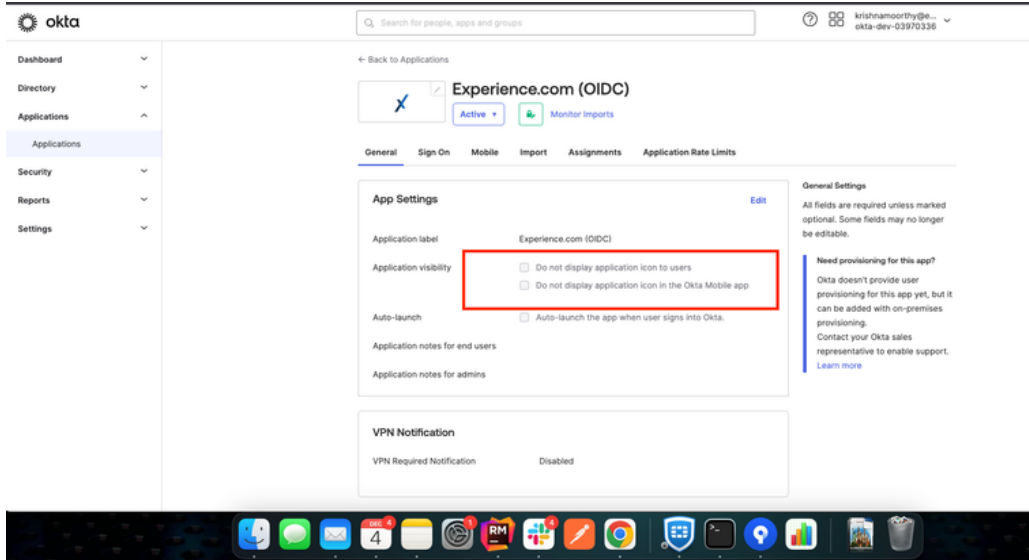 okta
Search for people, apps and groups
krishnamoorthy@e...
okta-dev-03970336
Dashboard
Directory
Applications
Applications
Security
Reports
Settings
← Back to Applications
Experience.com (OIDC)
Active
Monitor Imports
General Sign On Mobile Import Assignments Application Rate Limits
App Settings
Edit
Application label Experience.com (OIDC)
Application visibility Do not display application icon to users
Do not display application icon in the Okta Mobile app
Auto-launch Auto-launch the app when user signs into Okta.
Application notes for end users
Application notes for admins
VPN Notification
VPN Required Notification Disabled
General Settings
All fields are required unless marked
optional. Some fields may no longer
be editable.
Need provisioning for this app?
Okta doesn't provide user
provisioning for this app yet, but it
can be added with on-premises
provisioning.
Contact your Okta sales
representative to enable support.
Learn more
DEC 4
4
1
RM
4